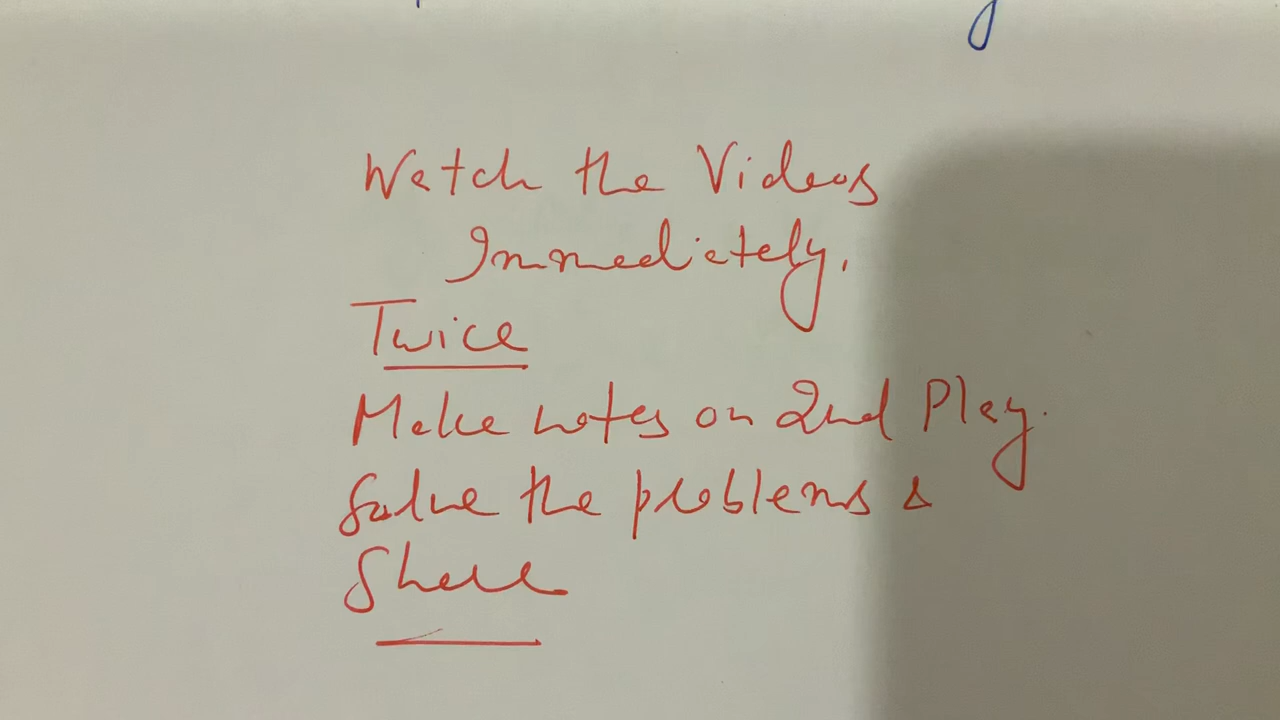 Watch the Videos
Immediately.
Twice
Make notes on 2nd Play.
Solve the problems &
Share